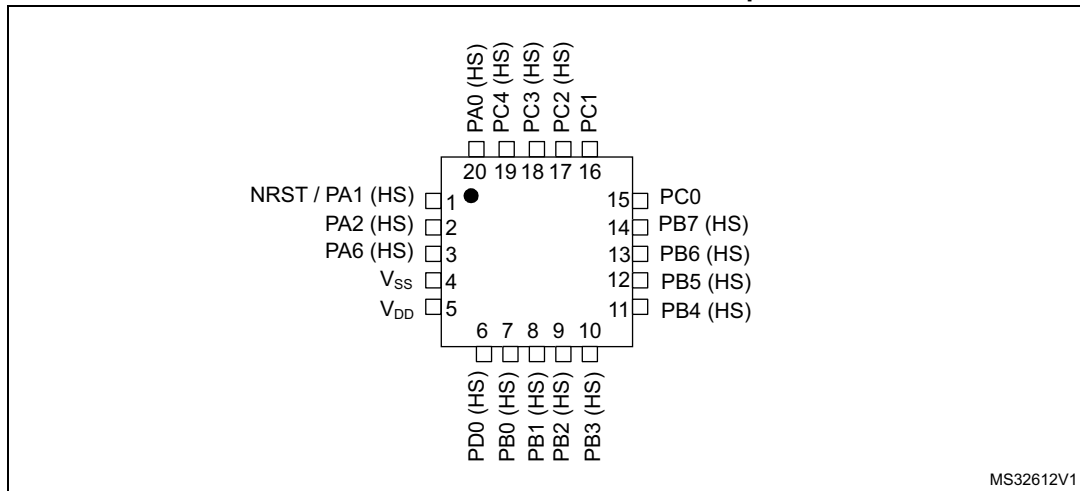 PA0 (HS)
PC4 (HS)
PC3 (HS)
PC2 (HS)
PC1
20 19 18 17 16
NRST / PA1 (HS) 1 15 PC0
PA2 (HS) 2 14 PB7 (HS)
PA6 (HS) 3 13 PB6 (HS)
VSS 4 12 PB5 (HS)
VDD 5 11 PB4 (HS)
6 7 8 9 10
PD0 (HS)
PB0 (HS)
PB1 (HS)
PB2 (HS)
PB3 (HS)
MS32612V1